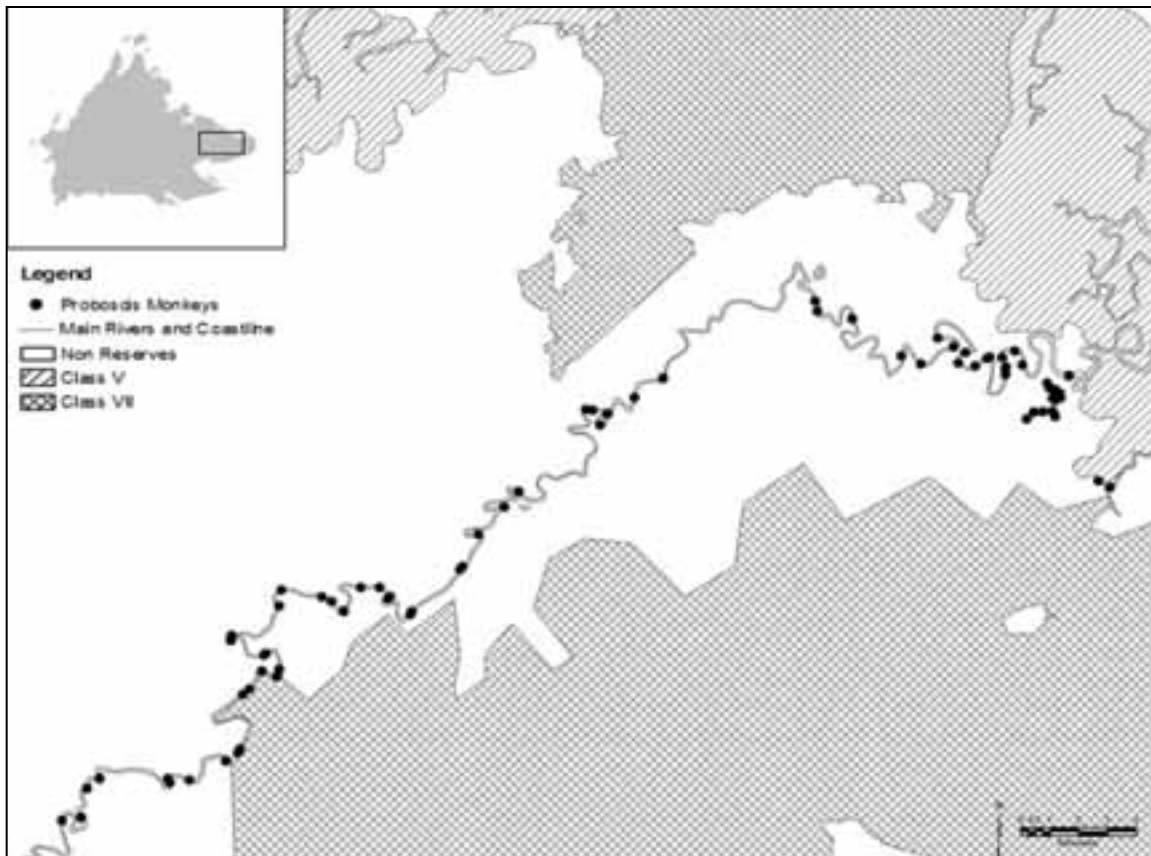 Legend
Proboscis Monkeys
Main Rivers and Coastline
Non Reserves
Class V
Class VII